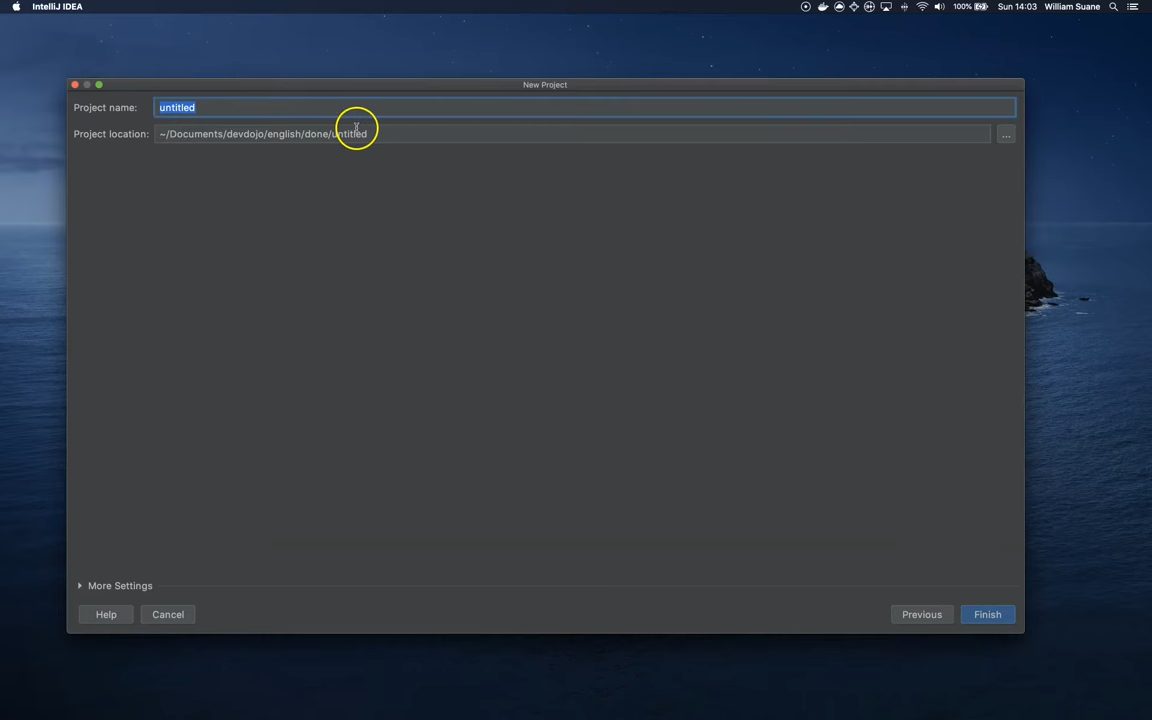 IntelliJ IDEA
100%
Sun 14:03
William Suane
New Project
Project name:
untitled
Project location:
~/Documents/devdojo/english/done/untitled
...
More Settings
Help
Cancel
Previous
Finish